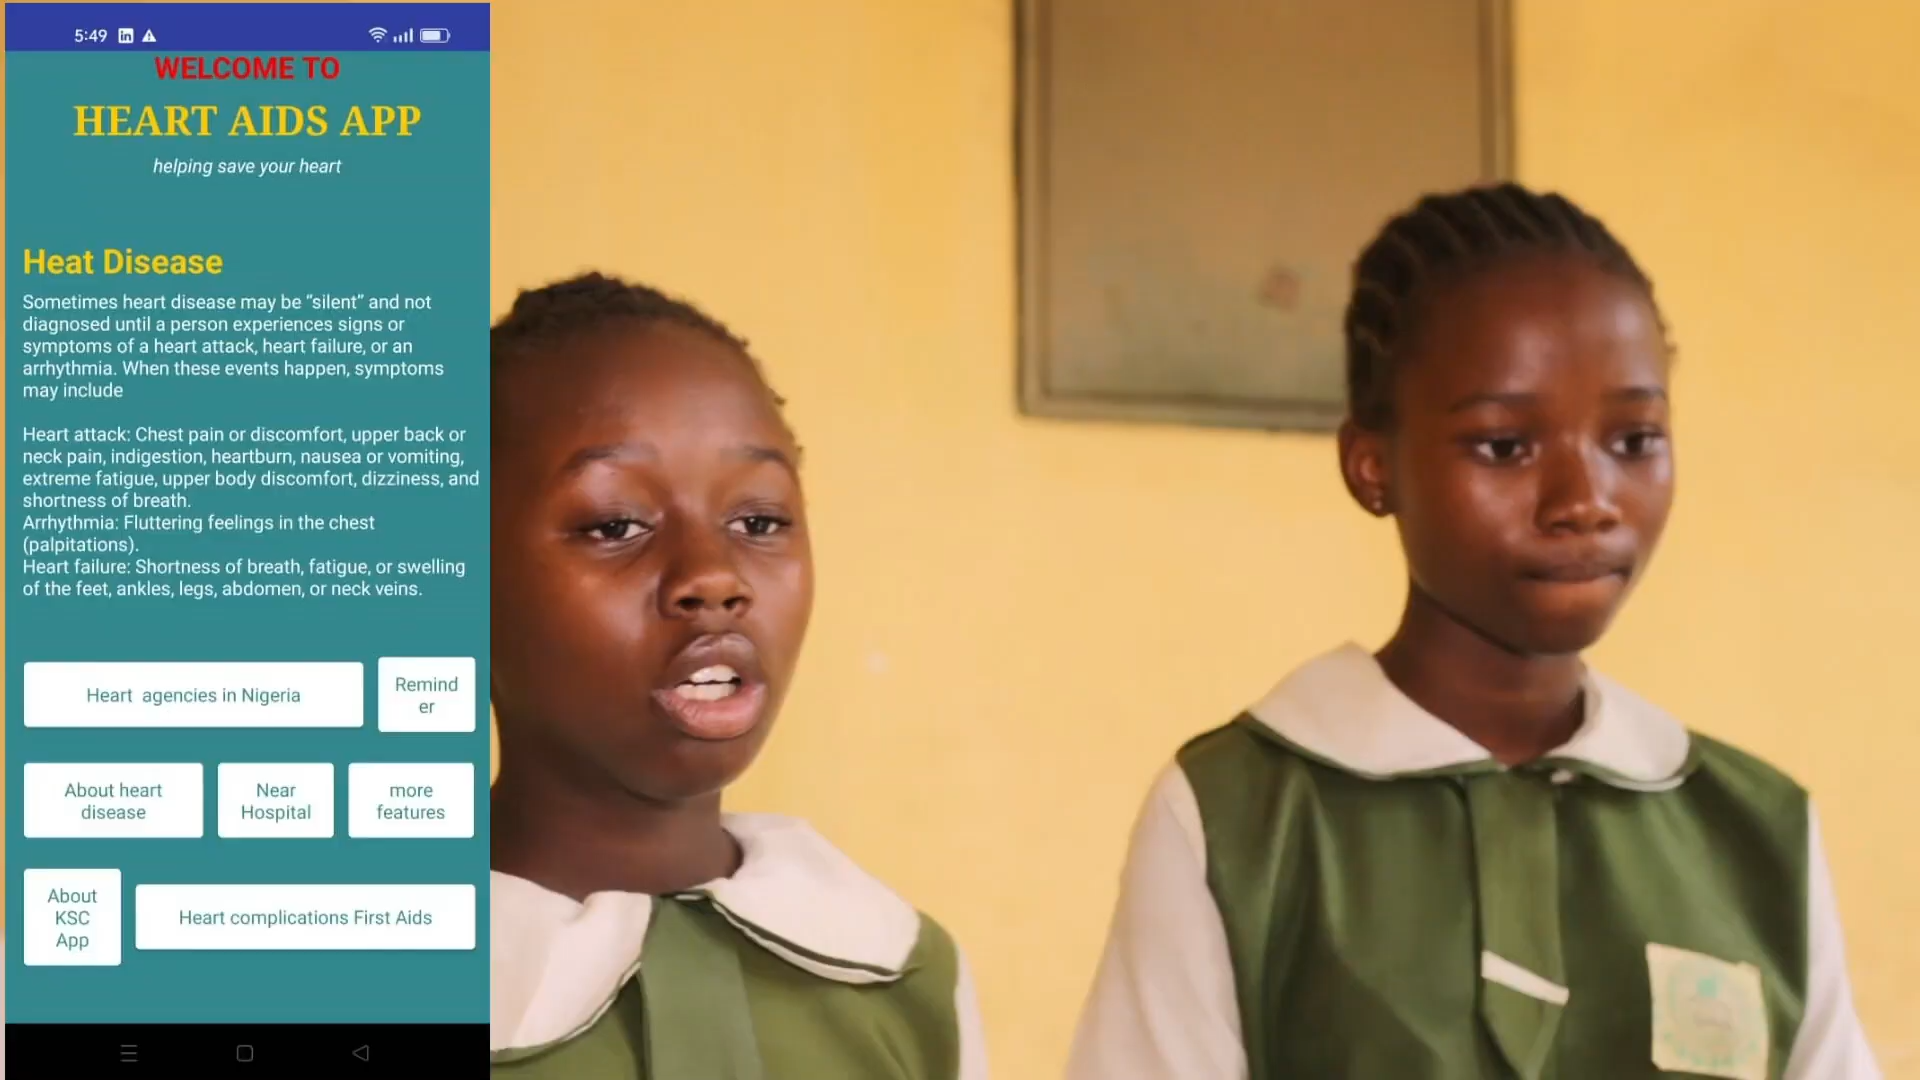 5:49
WELCOME TO
HEART AIDS APP
helping save your heart
Heat Disease
Sometimes heart disease may be “silent” and not
diagnosed until a person experiences signs or
symptoms of a heart attack, heart failure, or an
arrhythmia. When these events happen, symptoms
may include
Heart attack: Chest pain or discomfort, upper back or
neck pain, indigestion, heartburn, nausea or vomiting,
extreme fatigue, upper body discomfort, dizziness, and
shortness of breath.
Arrhythmia: Fluttering feelings in the chest
(palpitations).
Heart failure: Shortness of breath, fatigue, or swelling
of the feet, ankles, legs, abdomen, or neck veins.
Heart agencies in Nigeria
Remind
er
About heart
disease
Near
Hospital
more
features
About
KSC
App
Heart complications First Aids